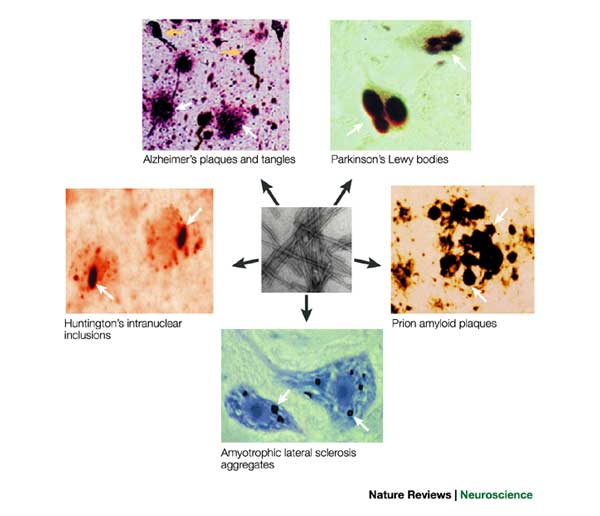 Alzheimer's plaques and tangles
Parkinson's Lewy bodies
Huntington's intranuclear
inclusions
Prion amyloid plaques
Amyotrophic lateral sclerosis
aggregates
Nature Reviews | Neuroscience